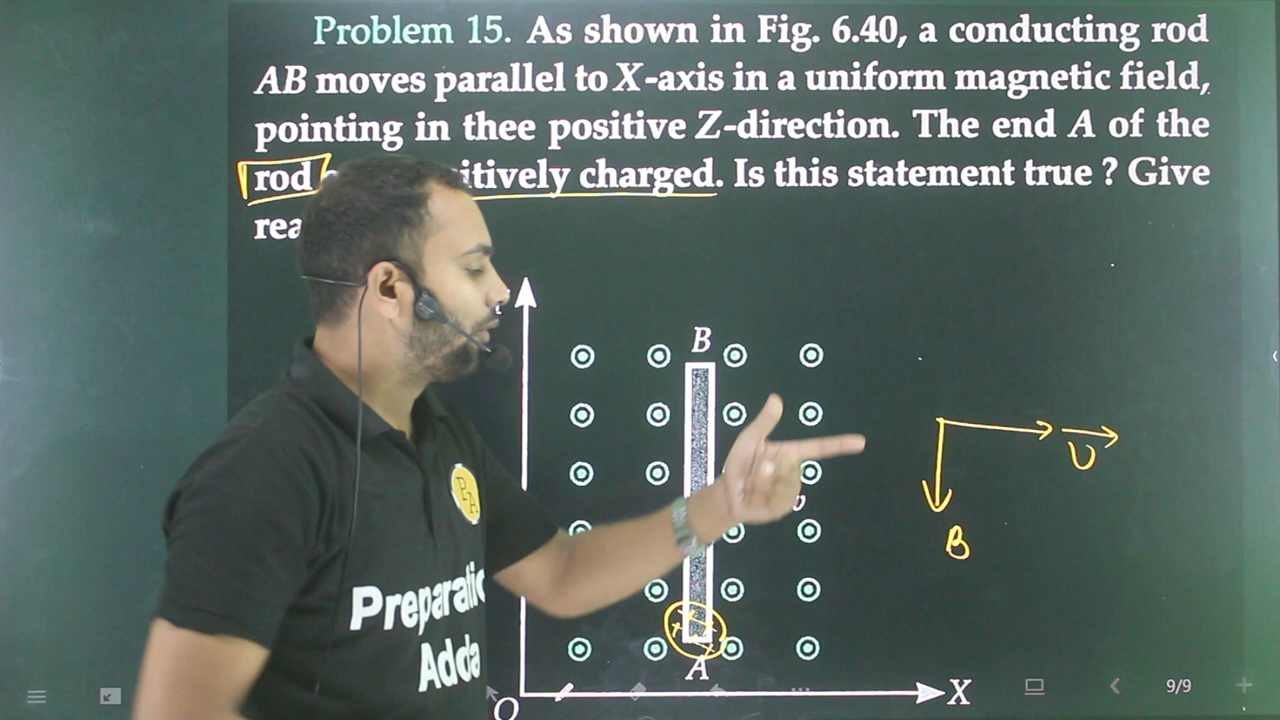 Problem 15. As shown in Fig. 6.40, a conducting rod
AB moves parallel to X-axis in a uniform magnetic field,
pointing in thee positive Z-direction. The end A of the
rod charged. Is this statement true ? Give
B
υ
B
A
X
O
PA
Adda
9/9